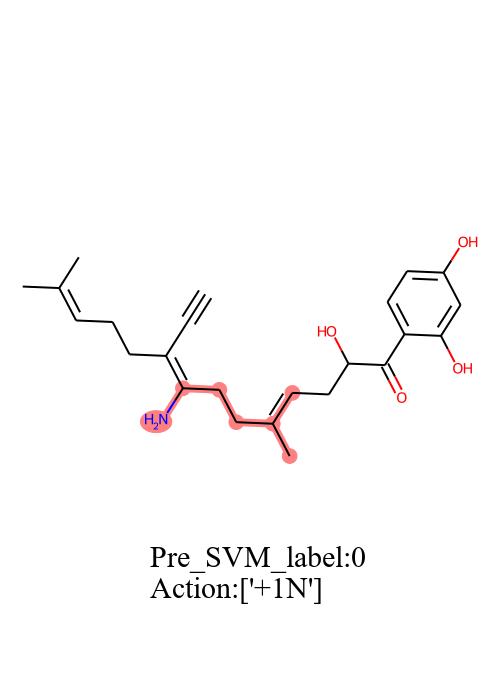 OH
HO
OH
O
H2N
Pre_SVM_label:0
Action:['+1N']